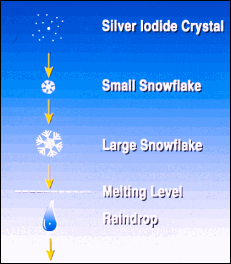 Silver Iodide Crystal
Small Snowflake
Large Snowflake
Melting Level
Raindrop